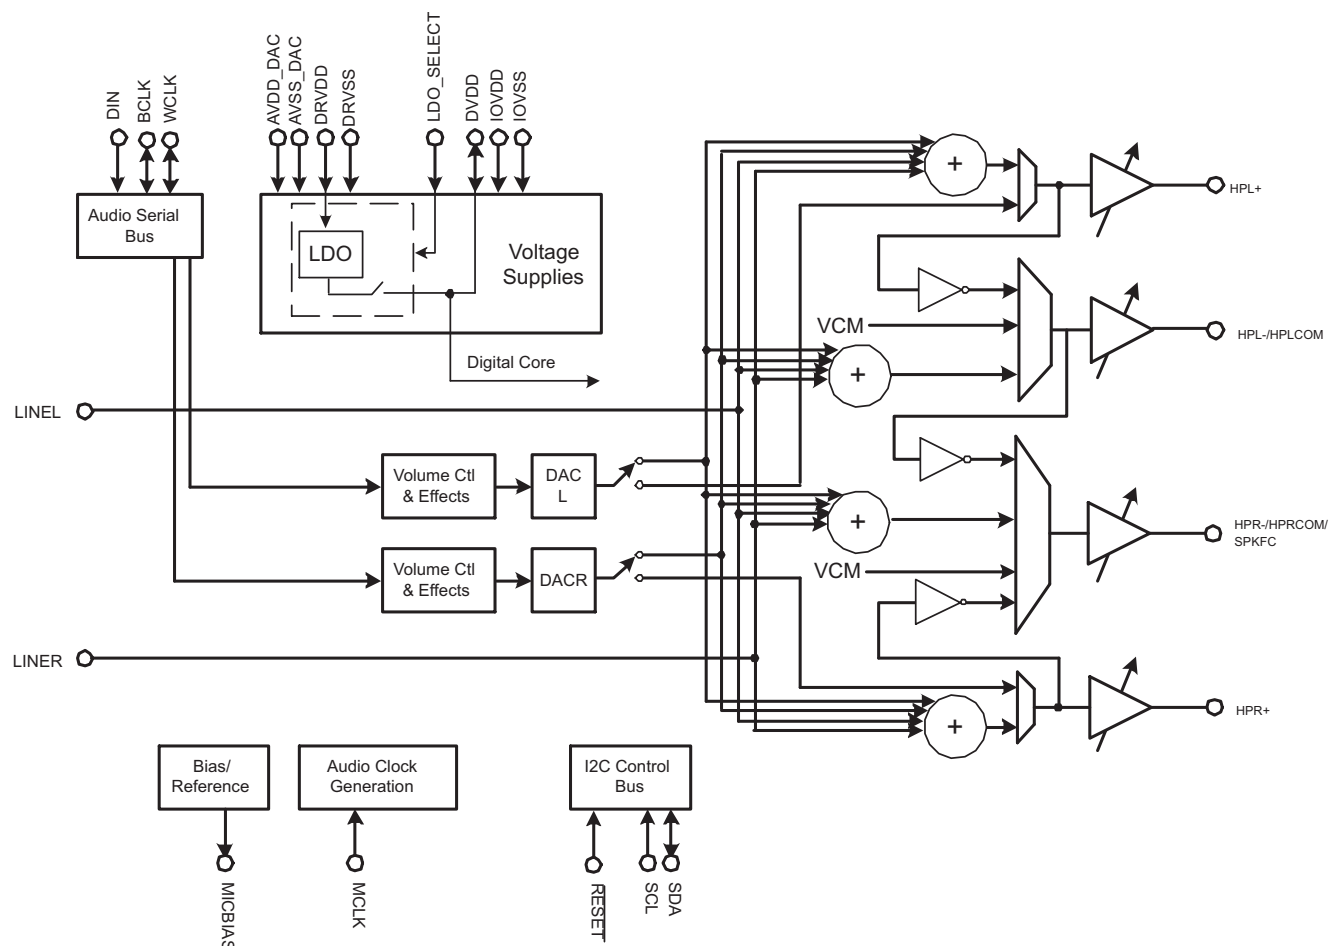 DIN
BCLK
WCLK
AVDD_DAC
AVSS_DAC
DRVDD
DRVSS
LDO_SELECT
DVDD
IOVDD
IOVSS
Audio Serial
Bus
LDO
Voltage
Supplies
Digital Core
+
HPL+
VCM
+
HPL-/HPLCOM
LINEL
Volume Ctl
& Effects
DAC
L
+
HPR-/HPRCOM/
SPKFC
VCM
Volume Ctl
& Effects
DACR
LINER
+
HPR+
Bias/
Reference
Audio Clock
Generation
I2C Control
Bus
MICBIAS
MCLK
RESET
SCL
SDA